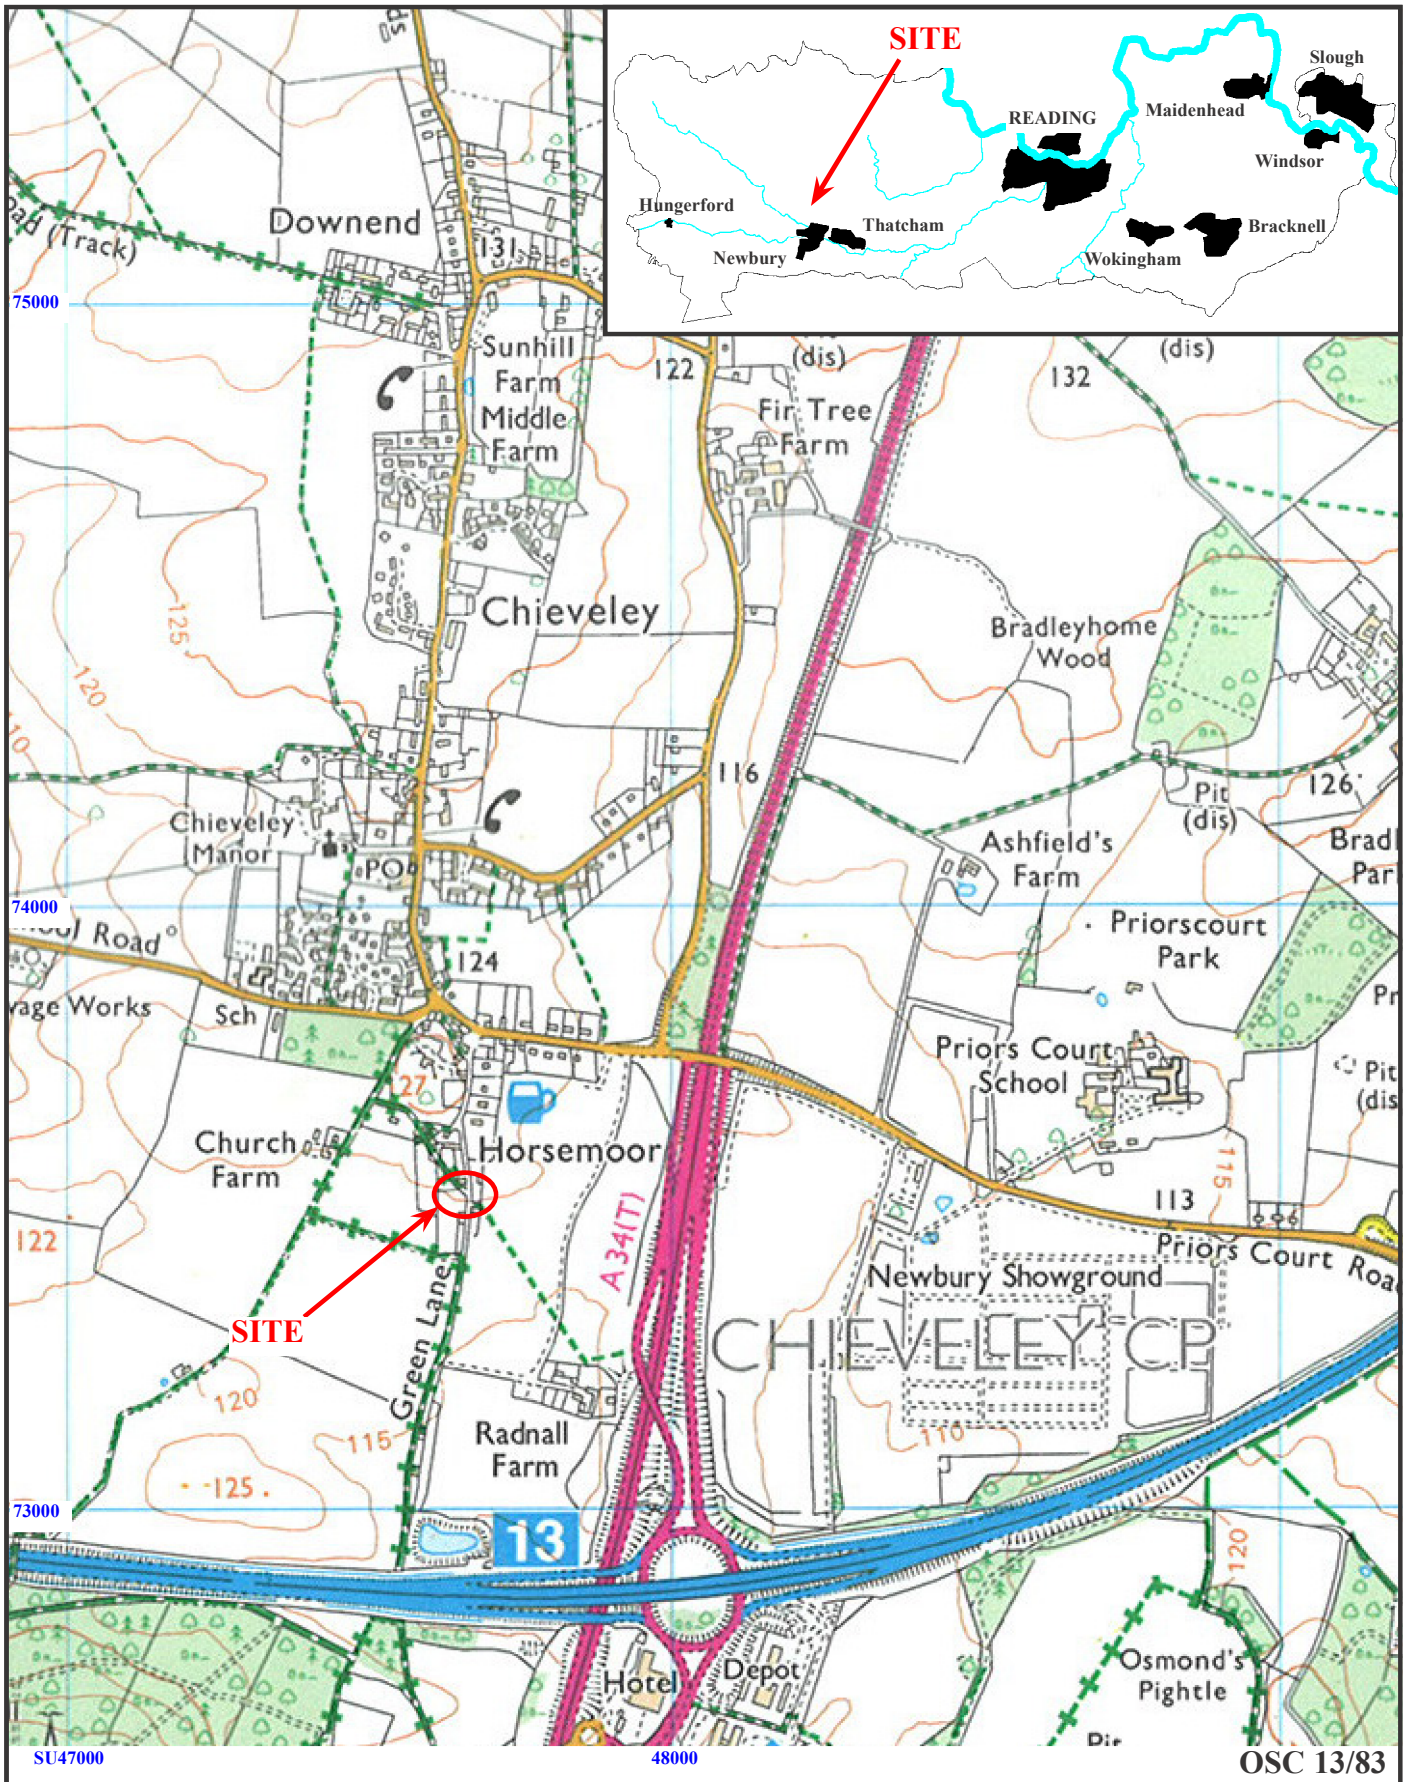 SITE
Slough
Maidenhead
READING
Windsor
Hungerford
Thatcham
Bracknell
Newbury
Wokingham
Downend
(Track)
131
75000
Sunhill
Farm
Middle
Farm
122
(dis)
(dis)
132
Fir Tree
Farm
125
Chieveley
Bradleyhome
Wood
120
116
126
Pit
(dis)
Chieveley
Manor
PO
Ashfield's
Farm
74000
Road
Priorscourt
Park
124
Sch
Works
Priors Court
School
Pit
Church
Farm
Horsemoor
115
113
122
A34(T)
Priors Court
SITE
Green Lane
Newbury Showground
CHIEVELEY CP
120
115
Radnall
Farm
110
125
73000
13
120
Hotel
Depot
Osmond's
Pightle
SU47000
48000
OSC 13/83